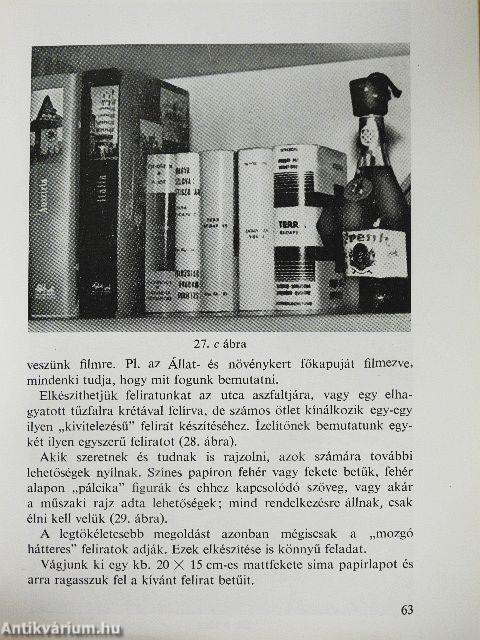 Ausztria
Itália
TERR
BUDAPE
27. c ábra
veszünk filmre. Pl. az Állat- és növénykert főkapuját filmezve,
mindenki tudja, hogy mit fogunk bemutatni.
Elkészíthetjük feliratunkat az utca aszfaltjára, vagy egy elha-
gyatott tűzfalra krétával felírva, de számos ötlet kínálkozik egy-egy
ilyen „kivitelezésű” felirat készítéséhez. Ízelítőnek bemutatunk egy-
két ilyen egyszerű feliratot (28. ábra).
Akik szeretnek és tudnak is rajzolni, azok számára további
lehetőségek nyílnak. Színes papíron fehér vagy fekete betűk, fehér
alapon „pálcika” figurák és ehhez kapcsolódó szöveg, vagy akár
a műszaki rajz adta lehetőségek; mind rendelkezésre állnak, csak
élni kell velük (29. ábra).
A legtökéletesebb megoldást azonban mégiscsak a „mozgó
hátteres” feliratok adják. Ezek elkészítése is könnyű feladat.
Vágjunk ki egy kb. 20 × 15 cm-es mattfekete sima papírlapot és
arra ragasszuk fel a kívánt felirat betűit.
63
Antikvárium.hu